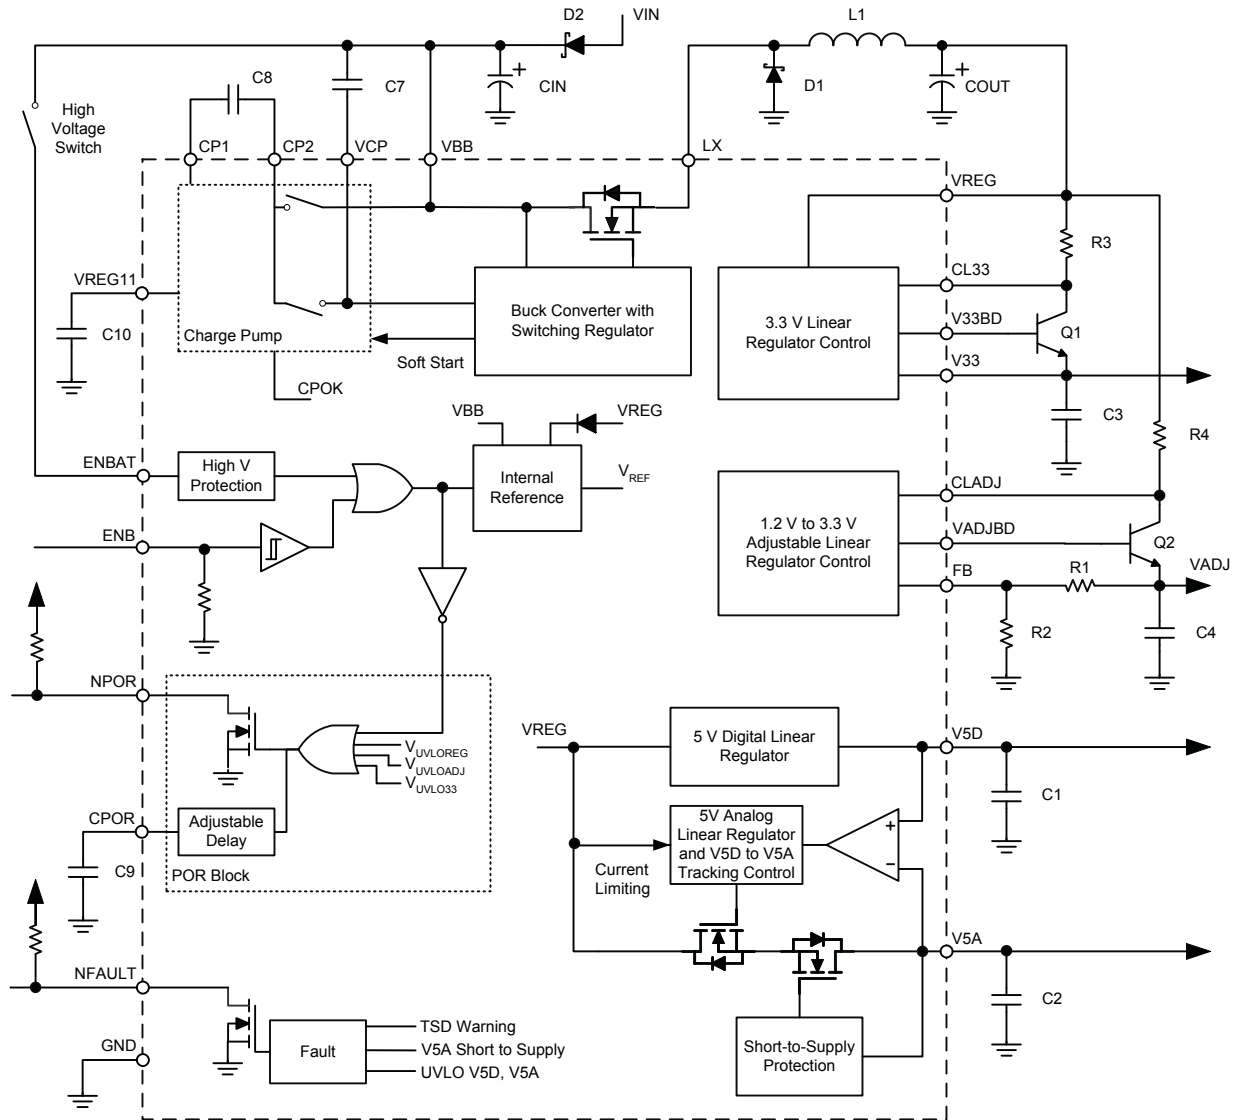 D2
VIN
L1
C8
C7
CIN
D1
COUT
High
Voltage
Switch
CP1
CP2
VCP
VBB
LX
VREG
R3
VREG11
CL33
C10
Buck Converter with
Switching Regulator
3.3 V Linear
Regulator Control
V33BD
Q1
Charge Pump
Soft Start
V33
CPOK
C3
VBB
VREG
R4
ENBAT
High V
Protection
Internal
Reference
VREF
CLADJ
1.2 V to 3.3 V
Adjustable Linear
Regulator Control
VADJBD
Q2
ENB
FB
R1
VADJ
R2
C4
NPOR
VREG
5 V Digital Linear
Regulator
V5D
VUVLOREG
VUVLOADJ
VUVLO33
C1
CPOR
Adjustable
Delay
5V Analog
Linear Regulator
and V5D to V5A
Tracking Control
+
−
Current
Limiting
C9
POR Block
V5A
NFAULT
C2
TSD Warning
Fault
V5A Short to Supply
UVLO V5D, V5A
GND
Short-to-Supply
Protection